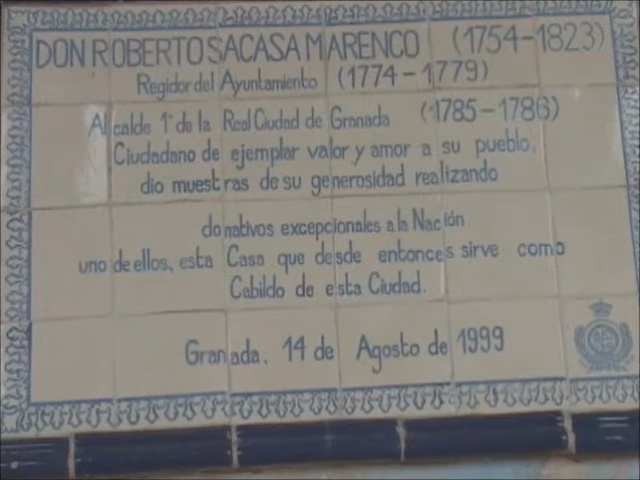 DON ROBERTO SACASA MARENCO (1754-1823)
Regidor del Ayuntamiento (1774-1779)
Alcalde 1° de la Real Ciudad de Granada (1785-1786)
Ciudadano de ejemplar valor y amor a su pueblo,
dio muestras de su generosidad realizando
donativos excepcionales a la Nación
uno de ellos, esta Casa que desde entonces sirve como
Cabildo de esta Ciudad.
Granada, 14 de Agosto de 1999